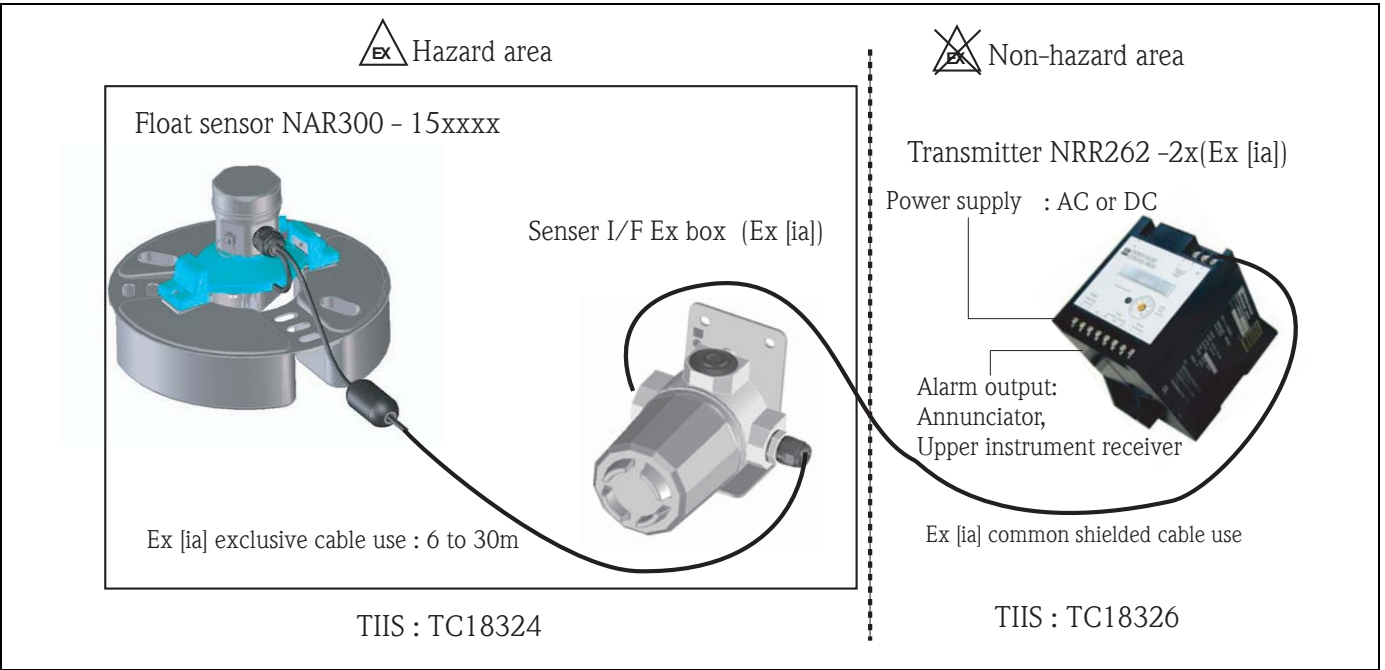 EX Hazard area
EX Non-hazard area
Float sensor NAR300 - 15xxxx
Transmitter NRR262 -2x(Ex [ia])
Power supply : AC or DC
Senser I/F Ex box (Ex [ia])
Alarm output:
Annunciator,
Upper instrument receiver
Ex [ia] exclusive cable use : 6 to 30m
Ex [ia] common shielded cable use
TIIS : TC18324
TIIS : TC18326